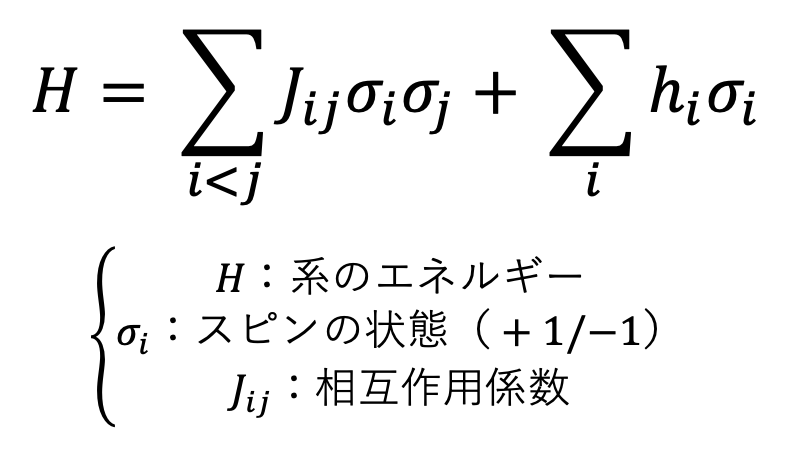 H = ∑_{i<j} J_{ij}σ_iσ_j + ∑_i h_iσ_i
H：系のエネルギー
σ_i：スピンの状態（+1/−1）
J_{ij}：相互作用係数